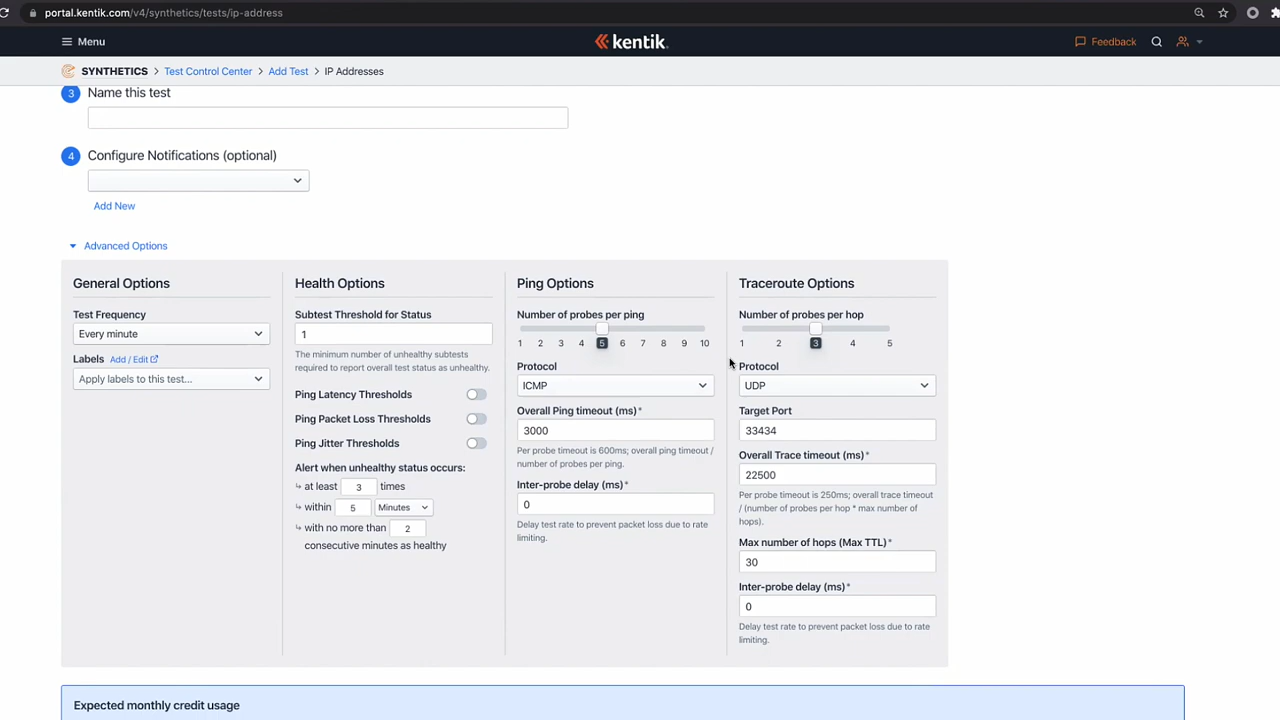 portal.kentik.com/v4/synthetics/tests/ip-address
Menu
kentik.
Feedback
SYNTHETICS > Test Control Center > Add Test > IP Addresses
3 Name this test
4 Configure Notifications (optional)
Add New
Advanced Options
General Options
Test Frequency
Every minute
Labels Add / Edit
Apply labels to this test...
Health Options
Subtest Threshold for Status
1
The minimum number of unhealthy subtests
required to report overall test status as unhealthy.
Ping Latency Thresholds
Ping Packet Loss Thresholds
Ping Jitter Thresholds
Alert when unhealthy status occurs:
↳ at least 3 times
↳ within 5 Minutes
↳ with no more than 2
consecutive minutes as healthy
Ping Options
Number of probes per ping
1 2 3 4 5 6 7 8 9 10
Protocol
ICMP
Overall Ping timeout (ms)*
3000
Per probe timeout is 600ms; overall ping timeout /
number of probes per ping.
Inter-probe delay (ms)*
0
Delay test rate to prevent packet loss due to rate
limiting.
Traceroute Options
Number of probes per hop
1 2 3 4 5
Protocol
UDP
Target Port
33434
Overall Trace timeout (ms)*
22500
Per probe timeout is 250ms; overall trace timeout
/ (number of probes per hop * max number of
hops).
Max number of hops (Max TTL)*
30
Inter-probe delay (ms)*
0
Delay test rate to prevent packet loss due to rate
limiting.
Expected monthly credit usage